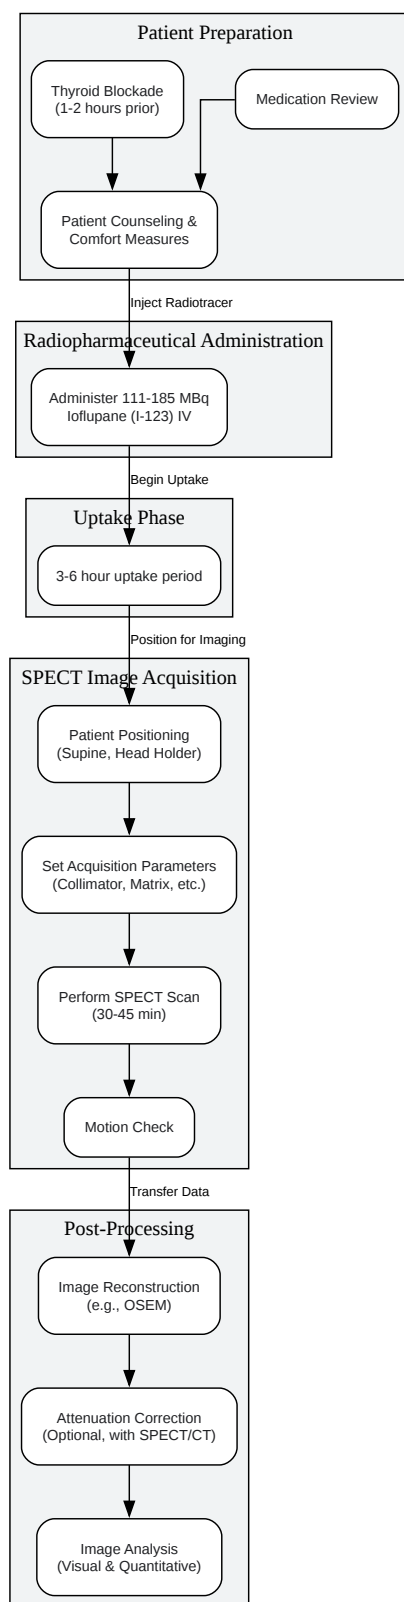 Patient Preparation
Thyroid Blockade
(1-2 hours prior)
Medication Review
Patient Counseling &
Comfort Measures
Inject Radiotracer
Radiopharmaceutical Administration
Administer 111-185 MBq
Ioflupane (I-123) IV
Begin Uptake
Uptake Phase
3-6 hour uptake period
Position for Imaging
SPECT Image Acquisition
Patient Positioning
(Supine, Head Holder)
Set Acquisition Parameters
(Collimator, Matrix, etc.)
Perform SPECT Scan
(30-45 min)
Motion Check
Transfer Data
Post-Processing
Image Reconstruction
(e.g., OSEM)
Attenuation Correction
(Optional, with SPECT/CT)
Image Analysis
(Visual & Quantitative)